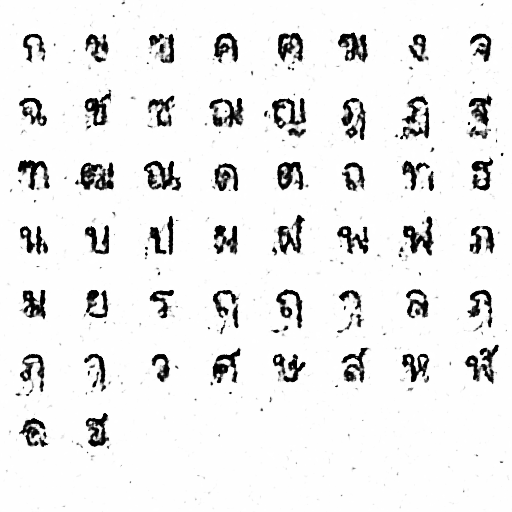 ก ข ฃ ค ฅ ฆ ง จ
ฉ ช ซ ฌ ญ ฎ ฏ ฐ
ฑ ฒ ณ ด ต ถ ท ธ
น บ ป ผ ฝ พ ฟ ภ
ม ย ร ฤ ฤ ๅ ล ฦ
ฦ ๅ ว ศ ษ ส ห ฬ
อ ฮ